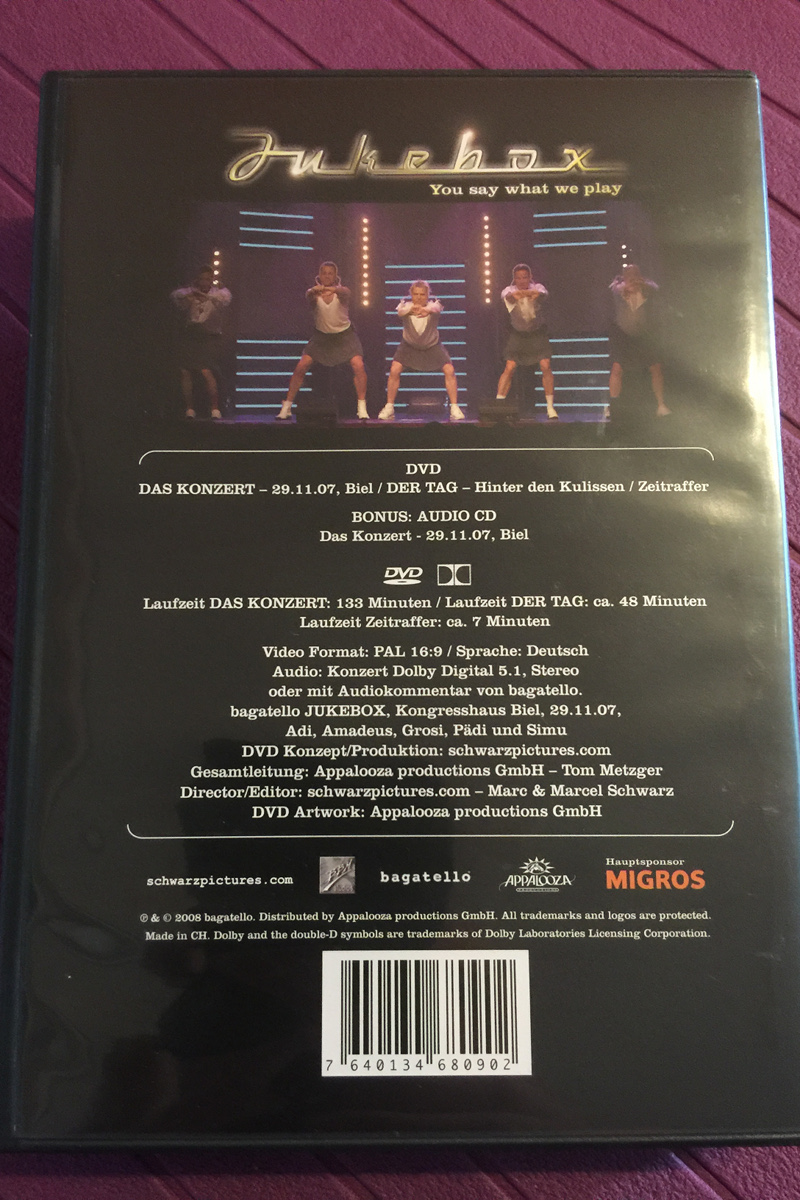 Jukebox
You say what we play
DVD
DAS KONZERT – 29.11.07, Biel / DER TAG – Hinter den Kulissen / Zeitraffer
BONUS: AUDIO CD
Das Konzert - 29.11.07, Biel
DVD
Laufzeit DAS KONZERT: 133 Minuten / Laufzeit DER TAG: ca. 48 Minuten
Laufzeit Zeitraffer: ca. 7 Minuten
Video Format: PAL 16:9 / Sprache: Deutsch
Audio: Konzert Dolby Digital 5.1, Stereo
oder mit Audiokommentar von bagatello.
bagatello JUKEBOX, Kongresshaus Biel, 29.11.07,
Adi, Amadeus, Grosi, Pädi und Simu
DVD Konzept/Produktion: schwarzpictures.com
Gesamtleitung: Appalooza productions GmbH – Tom Metzger
Director/Editor: schwarzpictures.com – Marc & Marcel Schwarz
DVD Artwork: Appalooza productions GmbH
schwarzpictures.com
bagatello
APPALOOZA
PRODUCTIONS
Hauptsponsor
MIGROS
℗ & © 2008 bagatello. Distributed by Appalooza productions GmbH. All trademarks and logos are protected.
Made in CH. Dolby and the double-D symbols are trademarks of Dolby Laboratories Licensing Corporation.
7 640134 680902